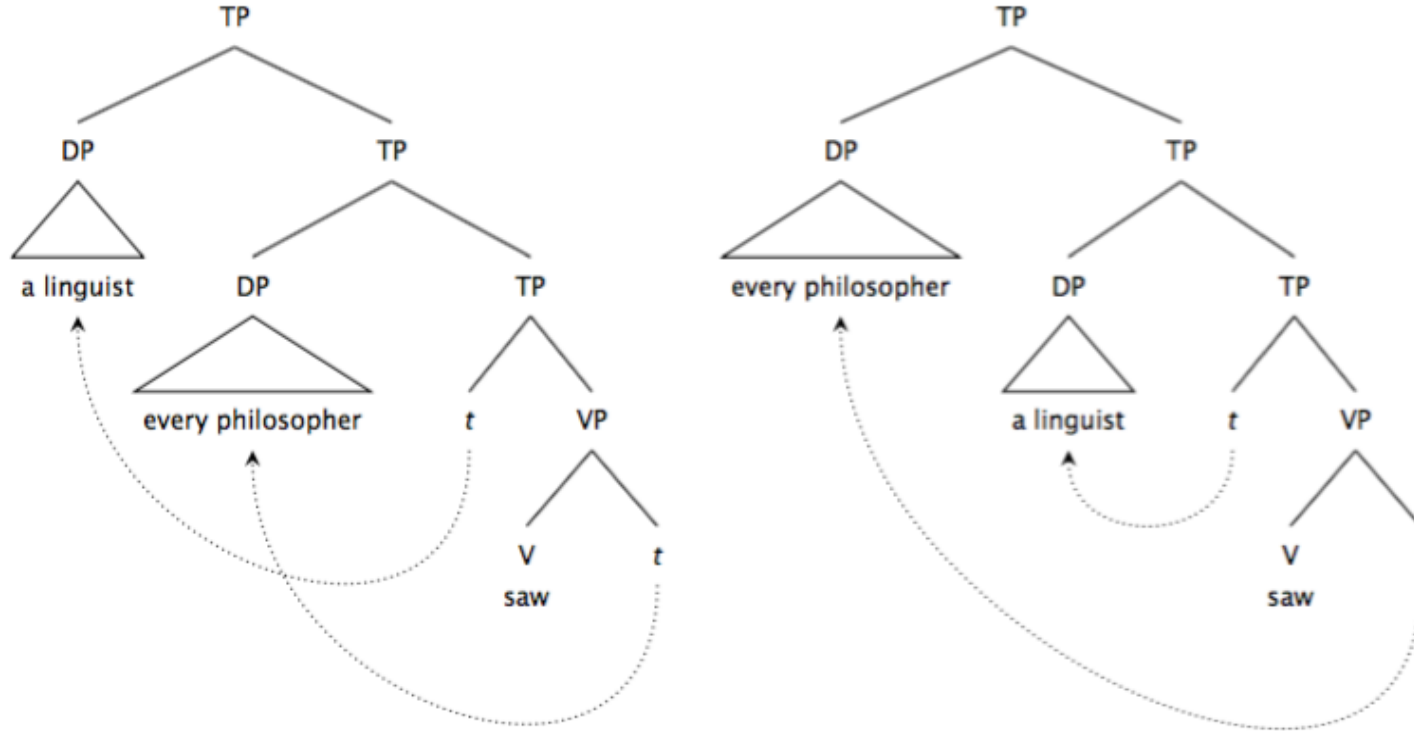 TP
DP TP
a linguist DP TP
every philosopher t VP
V t
saw
TP
DP TP
every philosopher DP TP
a linguist t VP
V
saw